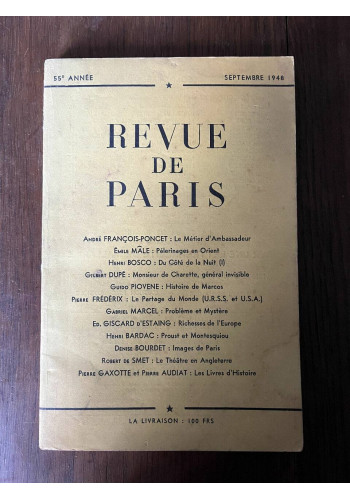 55e ANNÉE SEPTEMBRE 1948
REVUE
DE
PARIS
ANDRÉ FRANÇOIS-PONCET : Le Métier d'Ambassadeur
ÉMILE MÂLE : Pèlerinages en Orient
HENRI BOSCO : Du Côté de la Nuit (I)
GILBERT DUPÉ : Monsieur de Charette, général invisible
GUIDO PIOVENE : Histoire de Marcos
PIERRE FRÉDÉRIX : Le Partage du Monde (U.R.S.S. et U.S.A.)
GABRIEL MARCEL : Problème et Mystère
ED. GISCARD D'ESTAING : Richesses de l'Europe
HENRI BARDAC : Proust et Montesquiou
DENISE BOURDET : Images de Paris
ROBERT DE SMET : Le Théâtre en Angleterre
PIERRE GAXOTTE et PIERRE AUDIAT : Les Livres d'Histoire
LA LIVRAISON : 100 FRS